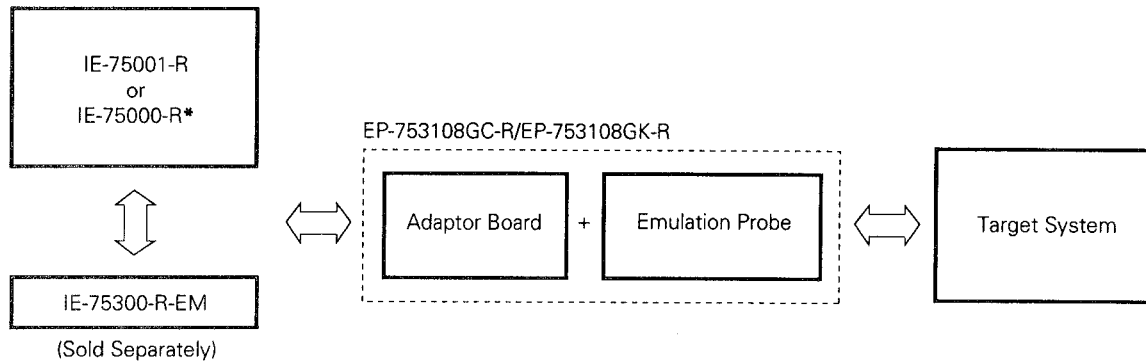 IE-75001-R
or
IE-75000-R*
EP-753108GC-R/EP-753108GK-R
Adaptor Board
+
Emulation Probe
Target System
IE-75300-R-EM
(Sold Separately)